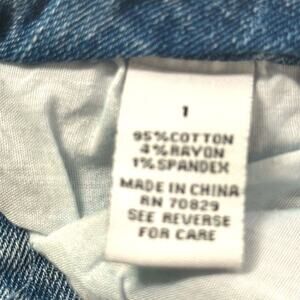 1
95%COTTON
4%RAYON
1%SPANDEX
MADE IN CHINA
RN 70829
SEE REVERSE
FOR CARE